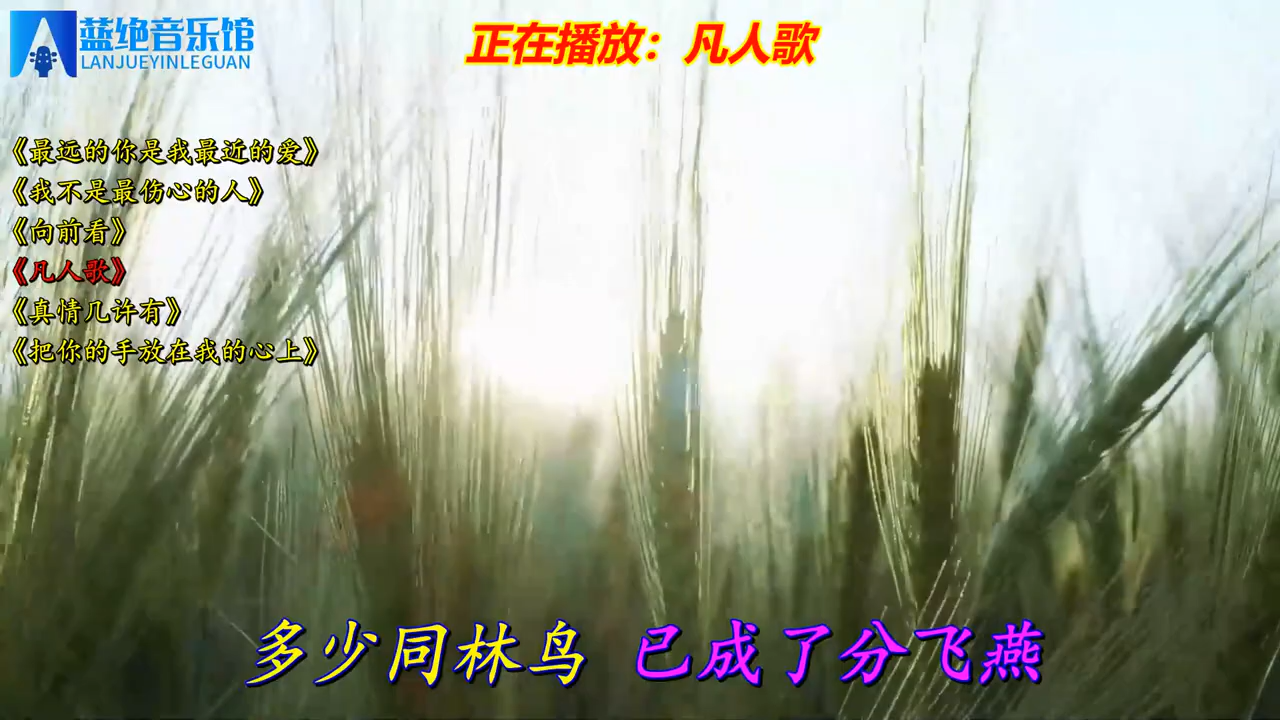 蓝绝音乐馆
LANJUEYINLEGUAN
正在播放：凡人歌
《最远的你是我最近的爱》
《我不是最伤心的人》
《向前看》
《凡人歌》
《真情几许有》
《把你的手放在我的心上》
多少同林鸟 已成了分飞燕